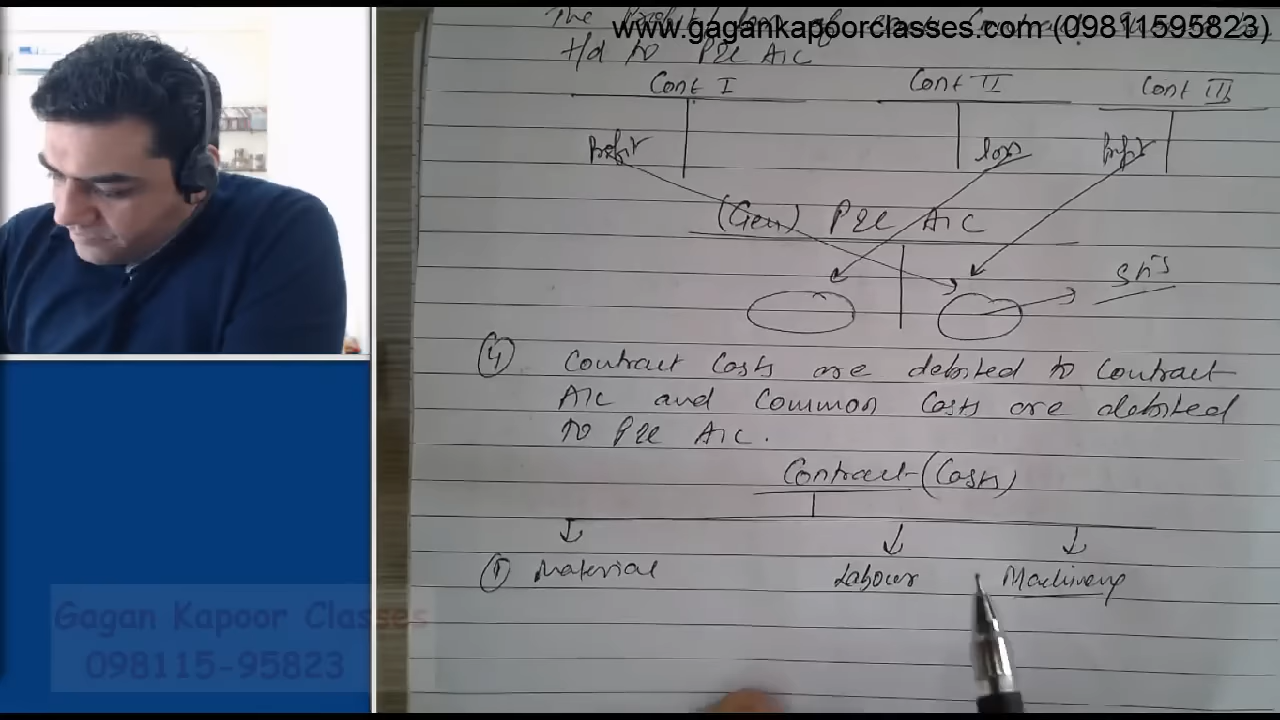 www.gagankapoorclasses.com (09811595823)
The
T/d to P&L A/c
Cont I Cont II Cont III
Profit loss Profit
(Gen) P&L A/c
Sh's
(4) Contract Costs are debited to Contract
A/c and Common Costs are debited
to P&L A/c.
Contract (Costs)
(1) Material Labour Machinery
Gagan Kapoor Classes
098115-95823